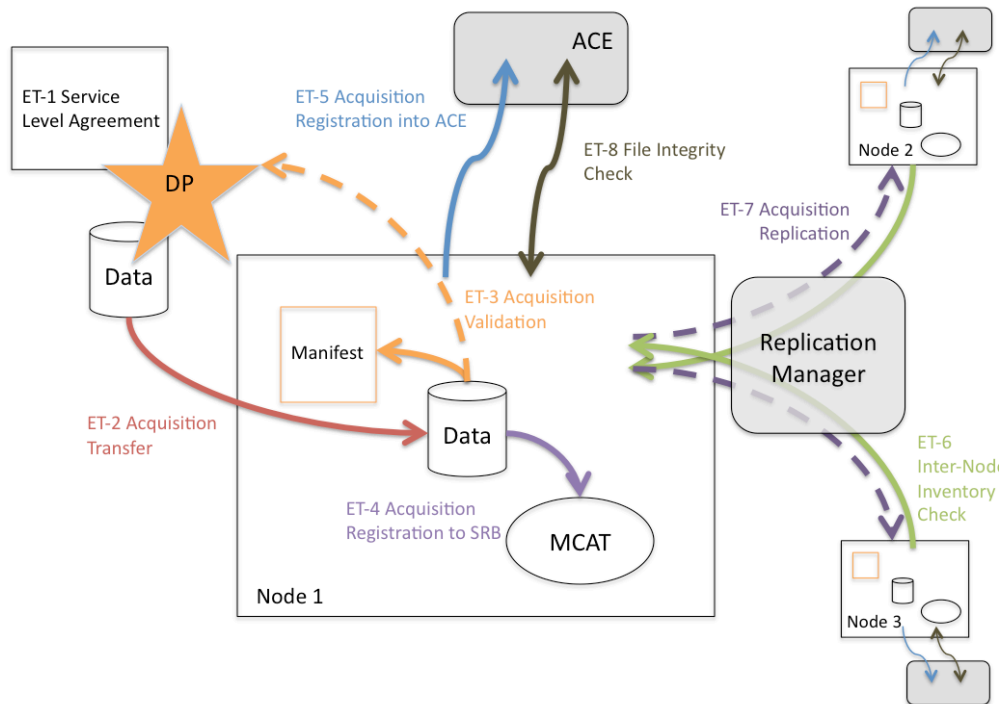 ACE
ET-1 Service
Level Agreement
ET-5 Acquisition
Registration into ACE
ET-8 File Integrity
Check
Node 2
DP
ET-7 Acquisition
Replication
Data
ET-3 Acquisition
Validation
Manifest
Replication
Manager
ET-2 Acquisition
Transfer
Data
ET-6
Inter-Node
Inventory
Check
ET-4 Acquisition
Registration to SRB
MCAT
Node 1
Node 3